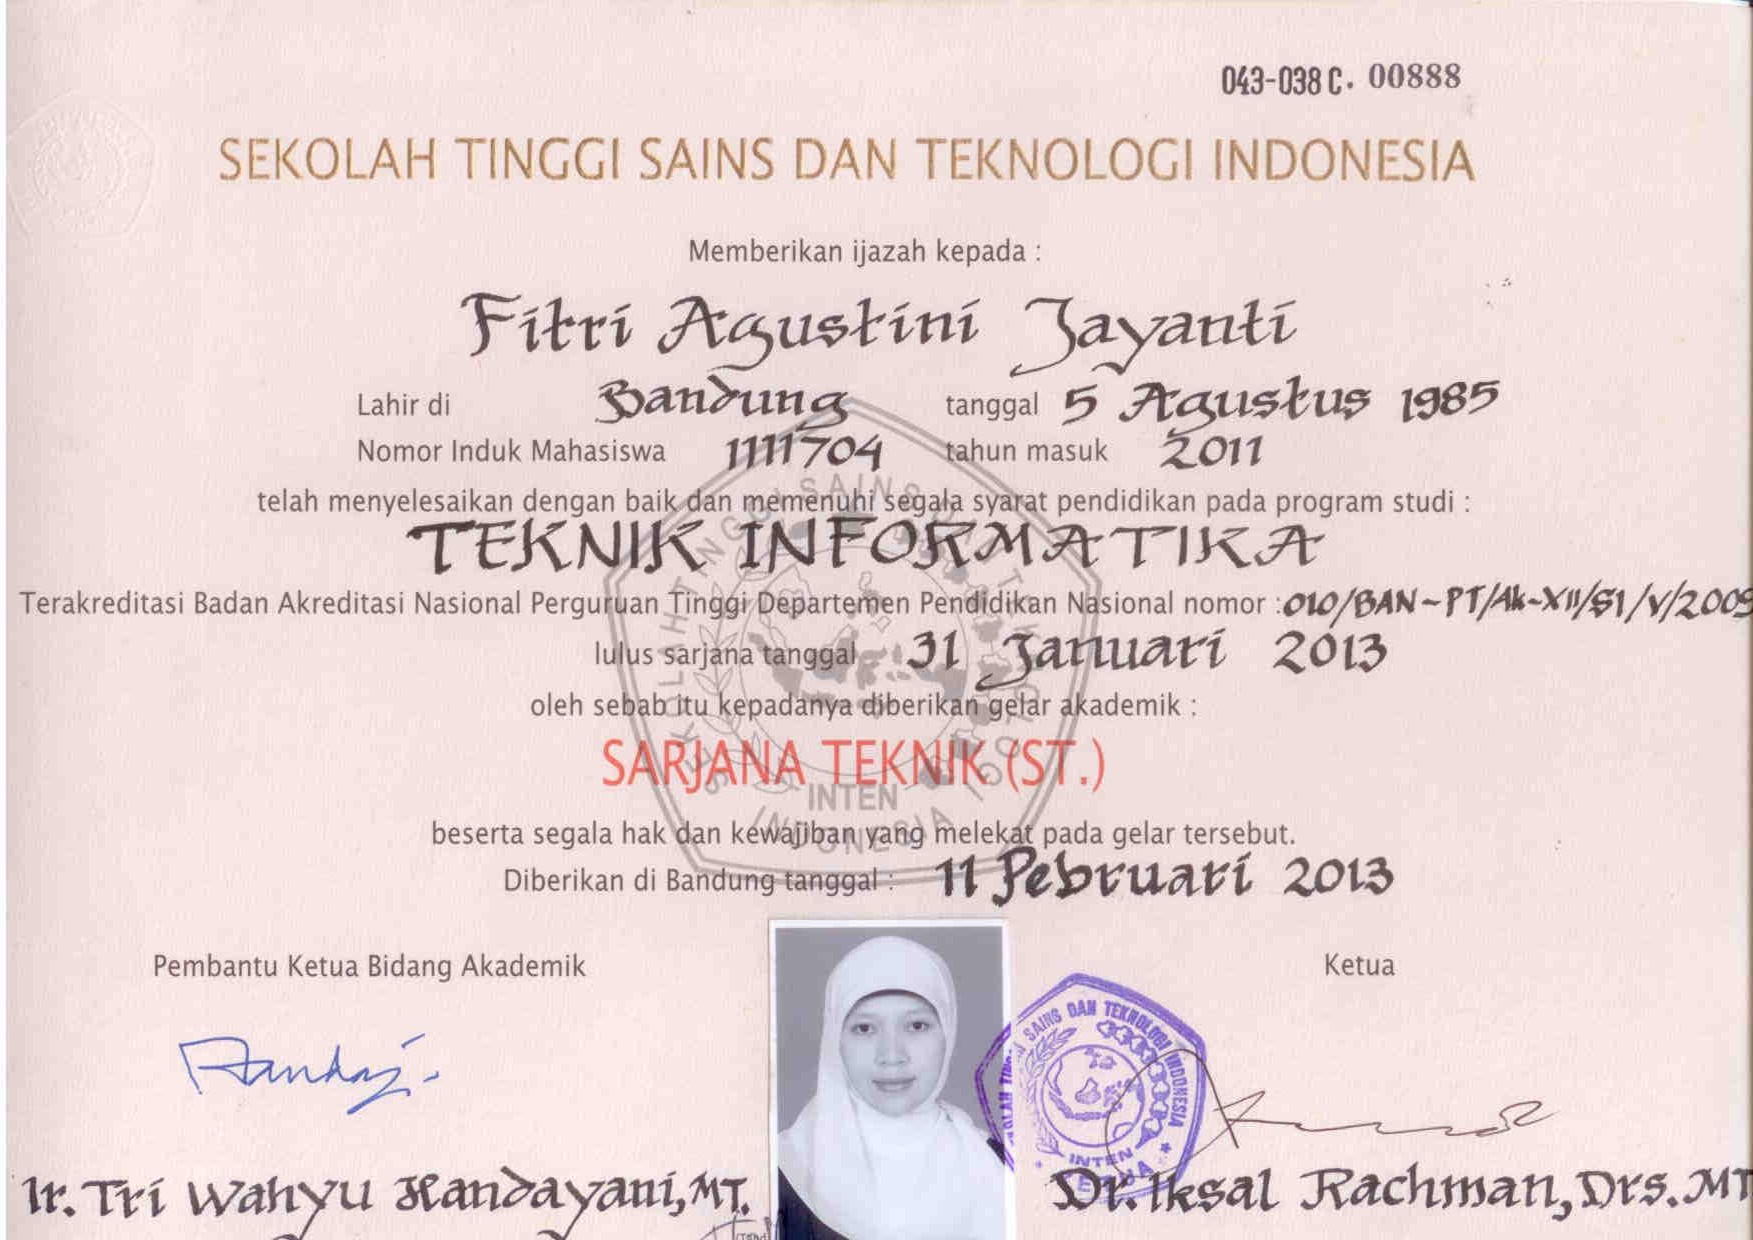 043-038 C. 00888
SEKOLAH TINGGI SAINS DAN TEKNOLOGI INDONESIA
Memberikan ijazah kepada :
Fitri Agustini Jayanti
Lahir di Bandung tanggal 5 Agustus 1985
Nomor Induk Mahasiswa 1111704 tahun masuk 2011
telah menyelesaikan dengan baik dan memenuhi segala syarat pendidikan pada program studi :
TEKNIK INFORMATIKA
Terakreditasi Badan Akreditasi Nasional Perguruan Tinggi Departemen Pendidikan Nasional nomor : 010/BAN-PT/Ak-XII/S1/V/2009
lulus sarjana tanggal 31 Januari 2013
oleh sebab itu kepadanya diberikan gelar akademik :
SARJANA TEKNIK (ST.)
SEKOLAH TINGGI SAINS DAN TEKNOLOGI
INTEN
INDONESIA
beserta segala hak dan kewajiban yang melekat pada gelar tersebut.
Diberikan di Bandung tanggal : 11 Pebruari 2013
Pembantu Ketua Bidang Akademik Ketua
SAINS DAN TEKNOLOGI INDONESIA
INTEN
Ir. Tri Wahyu Handayani, MT. Dr. Iksal Rachman, Drs. MT